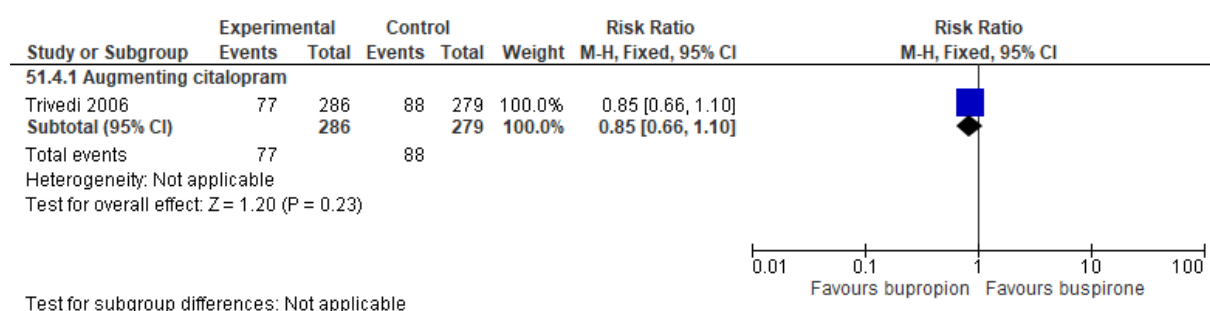 Experimental Control Risk Ratio Risk Ratio
Study or Subgroup Events Total Events Total Weight M-H, Fixed, 95% CI M-H, Fixed, 95% CI
51.4.1 Augmenting citalopram
Trivedi 2006 77 286 88 279 100.0% 0.85 [0.66, 1.10]
Subtotal (95% CI) 286 279 100.0% 0.85 [0.66, 1.10]
Total events 77 88
Heterogeneity: Not applicable
Test for overall effect: Z = 1.20 (P = 0.23)
0.01 0.1 1 10 100
Favours bupropion Favours buspirone
Test for subgroup differences: Not applicable